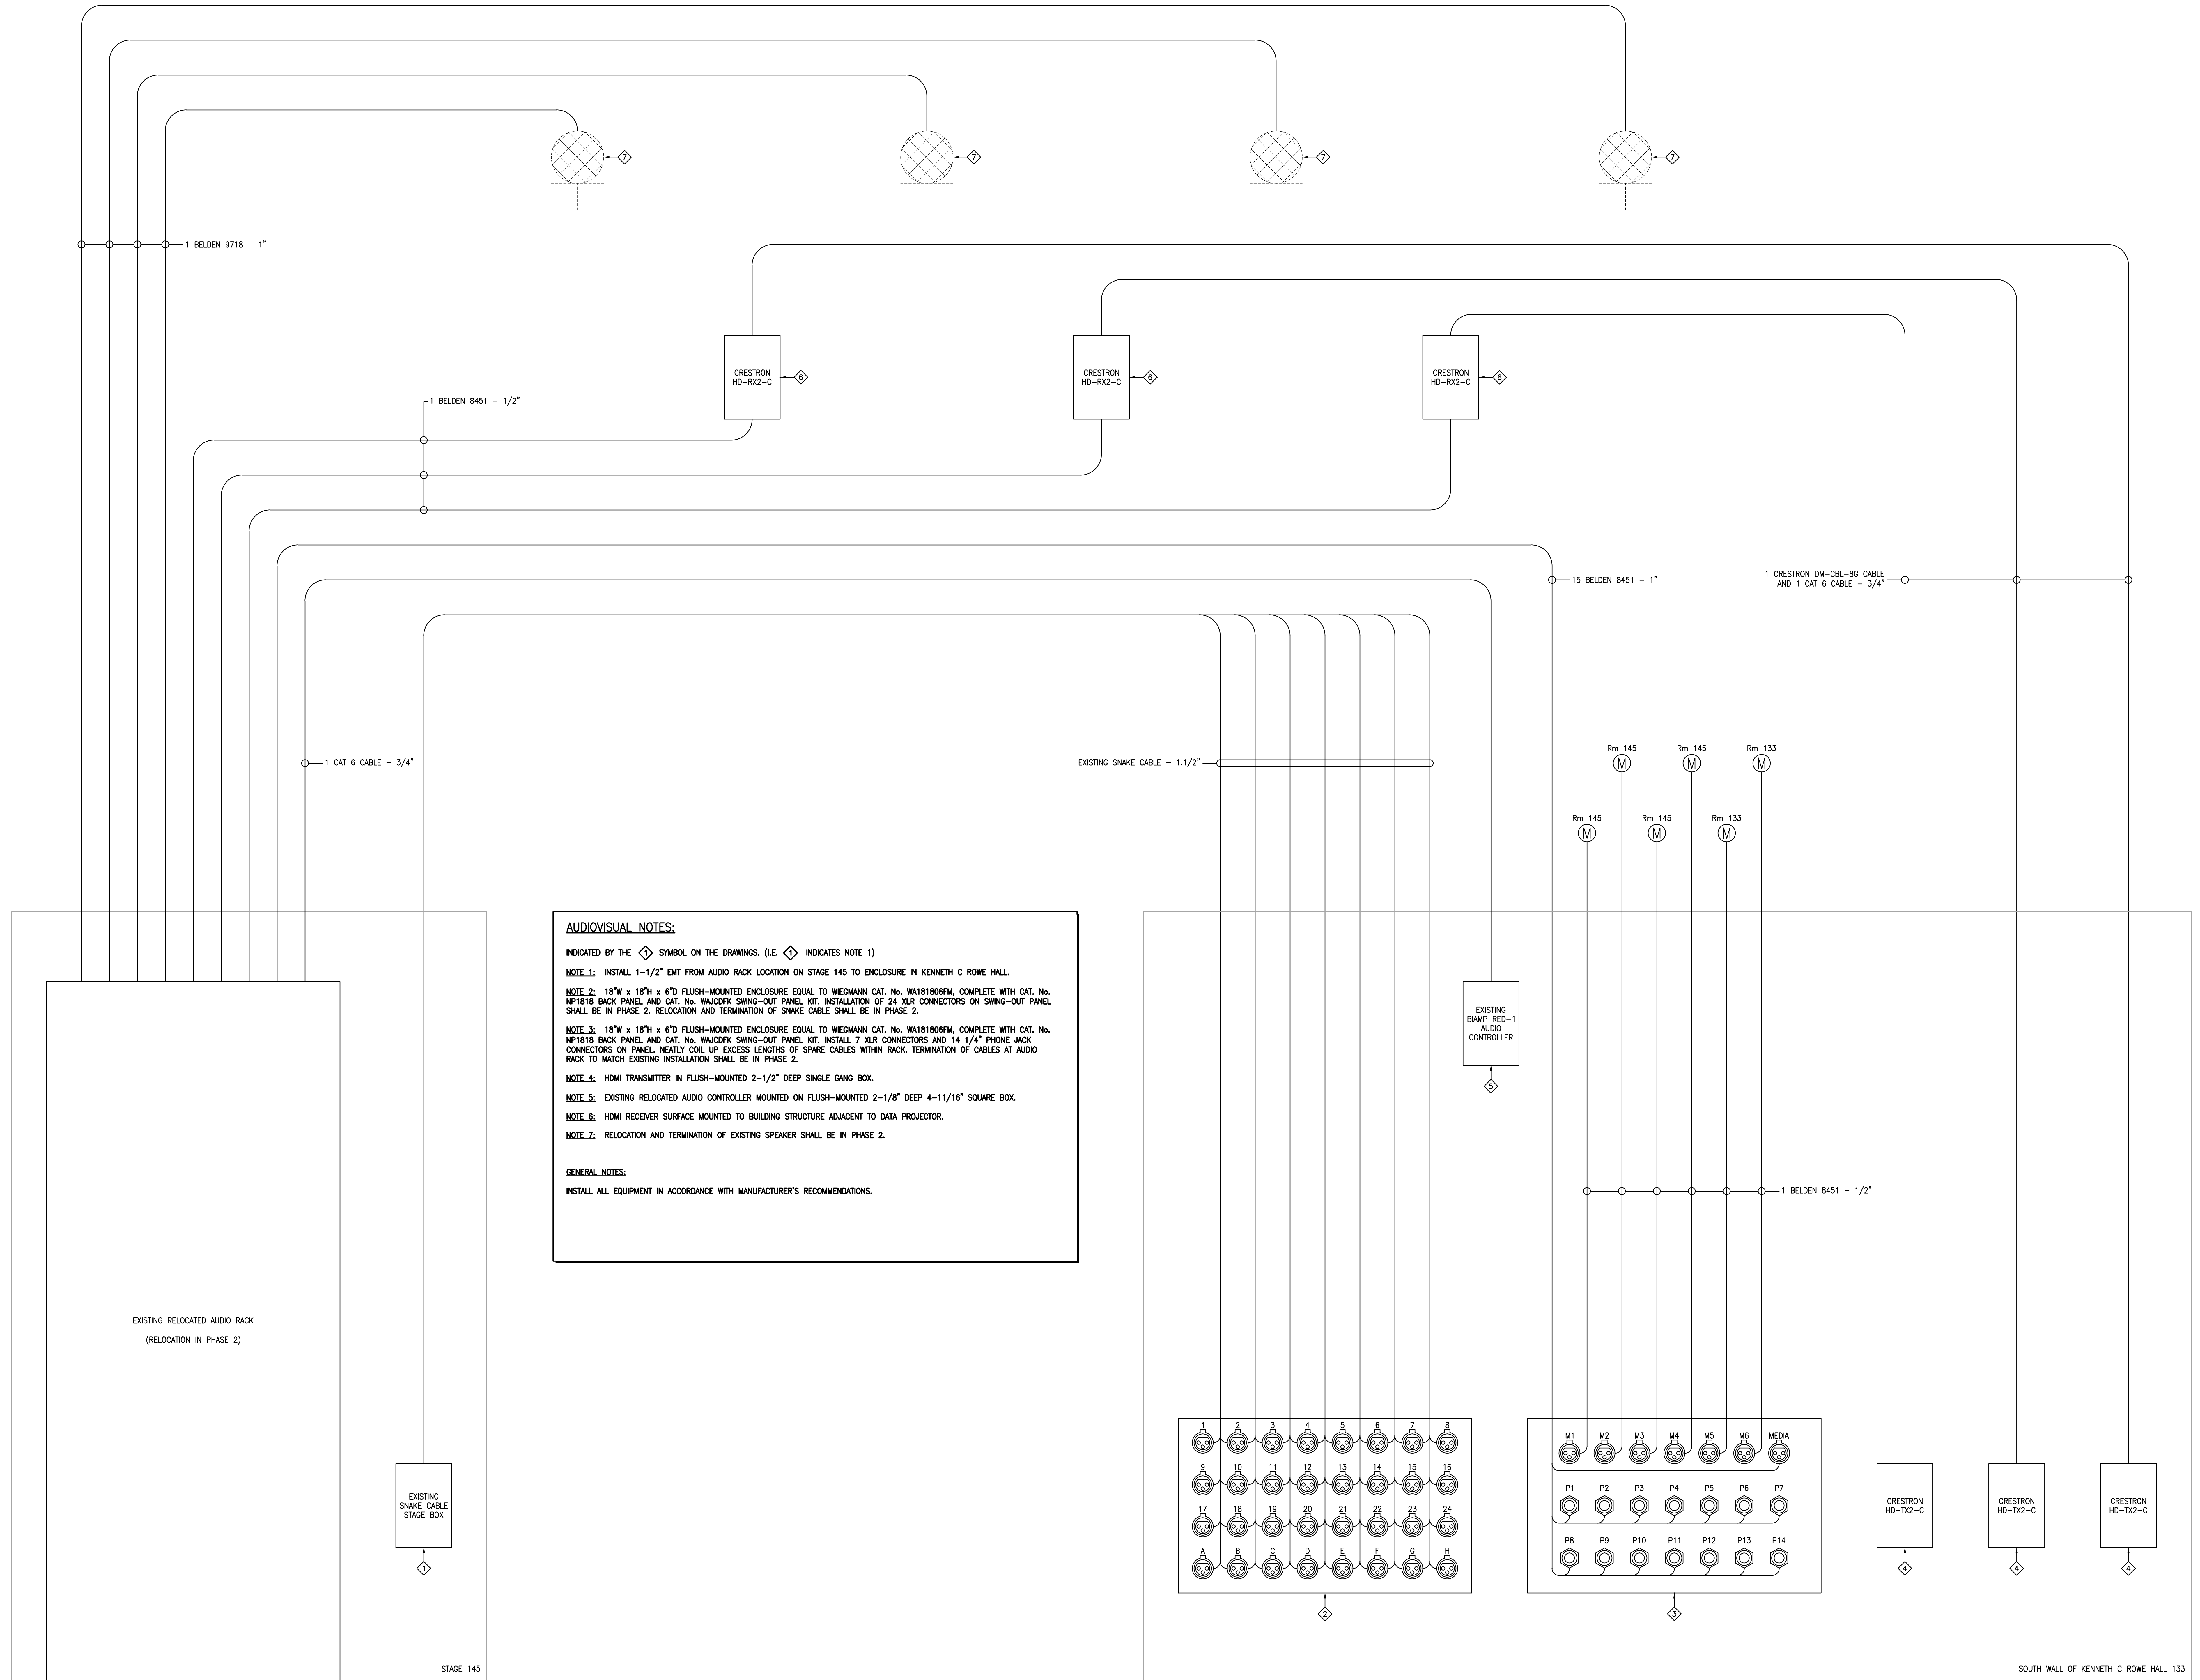 7
7
7
7
1 BELDEN 9718 - 1"
CRESTRON
HD-RX2-C
6
CRESTRON
HD-RX2-C
6
CRESTRON
HD-RX2-C
6
1 BELDEN 8451 - 1/2"
15 BELDEN 8451 - 1"
1 CRESTRON DM-CBL-8G CABLE
AND 1 CAT 6 CABLE - 3/4"
1 CAT 6 CABLE - 3/4"
EXISTING SNAKE CABLE - 1.1/2"
Rm 145
M
Rm 145
M
Rm 133
M
Rm 145
M
Rm 145
M
Rm 133
M
AUDIOVISUAL NOTES:
INDICATED BY THE 1 SYMBOL ON THE DRAWINGS. (I.E. 1 INDICATES NOTE 1)
NOTE 1: INSTALL 1-1/2" EMT FROM AUDIO RACK LOCATION ON STAGE 145 TO ENCLOSURE IN KENNETH C ROWE HALL.
NOTE 2: 18"W x 18"H x 6"D FLUSH-MOUNTED ENCLOSURE EQUAL TO WIEGMANN CAT. No. WA181806FM, COMPLETE WITH CAT. No.
NP1818 BACK PANEL AND CAT. No. WAJCDFK SWING-OUT PANEL KIT. INSTALLATION OF 24 XLR CONNECTORS ON SWING-OUT PANEL
SHALL BE IN PHASE 2. RELOCATION AND TERMINATION OF SNAKE CABLE SHALL BE IN PHASE 2.
NOTE 3: 18"W x 18"H x 6"D FLUSH-MOUNTED ENCLOSURE EQUAL TO WIEGMANN CAT. No. WA181806FM, COMPLETE WITH CAT. No.
NP1818 BACK PANEL AND CAT. No. WAJCDFK SWING-OUT PANEL KIT. INSTALL 7 XLR CONNECTORS AND 14 1/4" PHONE JACK
CONNECTORS ON PANEL. NEATLY COIL UP EXCESS LENGTHS OF SPARE CABLES WITHIN RACK. TERMINATION OF CABLES AT AUDIO
RACK TO MATCH EXISTING INSTALLATION SHALL BE IN PHASE 2.
NOTE 4: HDMI TRANSMITTER IN FLUSH-MOUNTED 2-1/2" DEEP SINGLE GANG BOX.
NOTE 5: EXISTING RELOCATED AUDIO CONTROLLER MOUNTED ON FLUSH-MOUNTED 2-1/8" DEEP 4-11/16" SQUARE BOX.
NOTE 6: HDMI RECEIVER SURFACE MOUNTED TO BUILDING STRUCTURE ADJACENT TO DATA PROJECTOR.
NOTE 7: RELOCATION AND TERMINATION OF EXISTING SPEAKER SHALL BE IN PHASE 2.
GENERAL NOTES:
INSTALL ALL EQUIPMENT IN ACCORDANCE WITH MANUFACTURER'S RECOMMENDATIONS.
EXISTING
BIAMP RED-1
AUDIO
CONTROLLER
5
1 BELDEN 8451 - 1/2"
EXISTING RELOCATED AUDIO RACK
(RELOCATION IN PHASE 2)
EXISTING
SNAKE CABLE
STAGE BOX
1
1 2 3 4 5 6 7 8
9 10 11 12 13 14 15 16
17 18 19 20 21 22 23 24
A B C D E F G H
2
M1 M2 M3 M4 M5 M6 MEDIA
P1 P2 P3 P4 P5 P6 P7
P8 P9 P10 P11 P12 P13 P14
3
CRESTRON
HD-TX2-C
4
CRESTRON
HD-TX2-C
4
CRESTRON
HD-TX2-C
4
STAGE 145
SOUTH WALL OF KENNETH C ROWE HALL 133